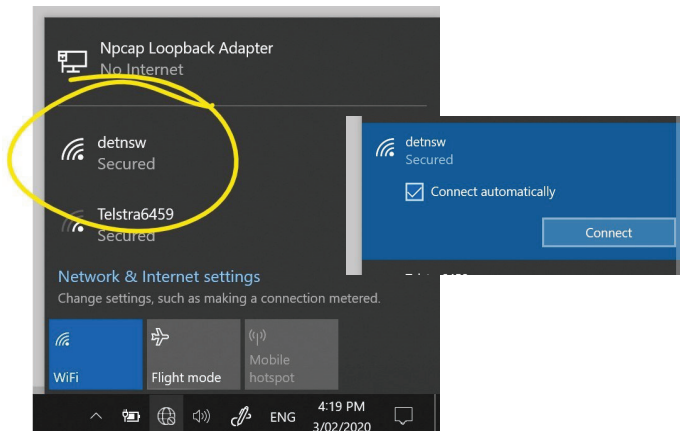 Npcap Loopback Adapter
No Internet
detnsw
Secured
Telstra6459
Secured
Network & Internet settings
Change settings, such as making a connection metered.
WiFi
Flight mode
Mobile
hotspot
ENG
4:19 PM
3/02/2020
detnsw
Secured
Connect automatically
Connect